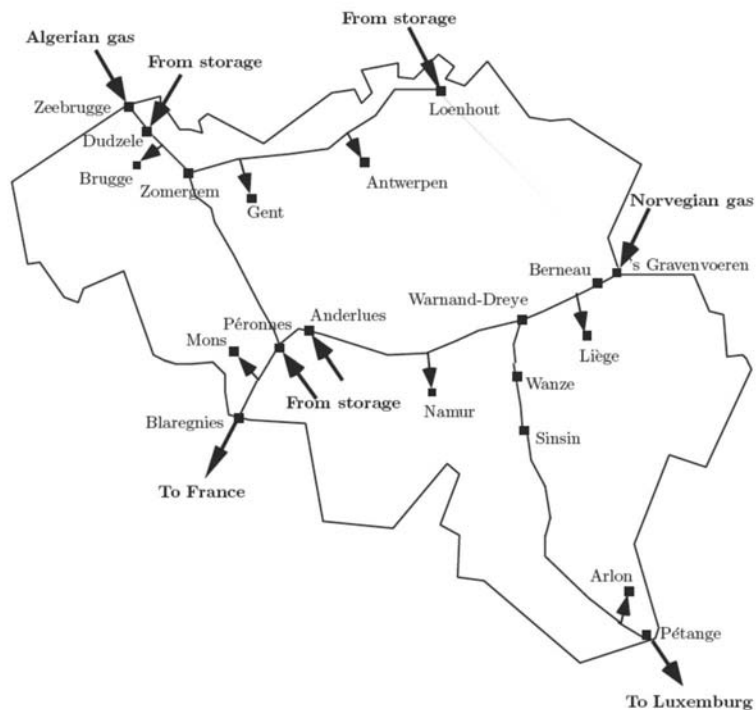 Algerian gas
From storage
From storage
Zeebrugge
Dudzele
Loenhout
Brugge
Zomergem
Gent
Antwerpen
Norvegian gas
Berneau
's Gravenvoeren
Warnand-Dreye
Anderlues
Péronnes
Mons
Liège
Wanze
From storage
Namur
Blaregnies
Sinsin
To France
Arlon
Pétange
To Luxemburg